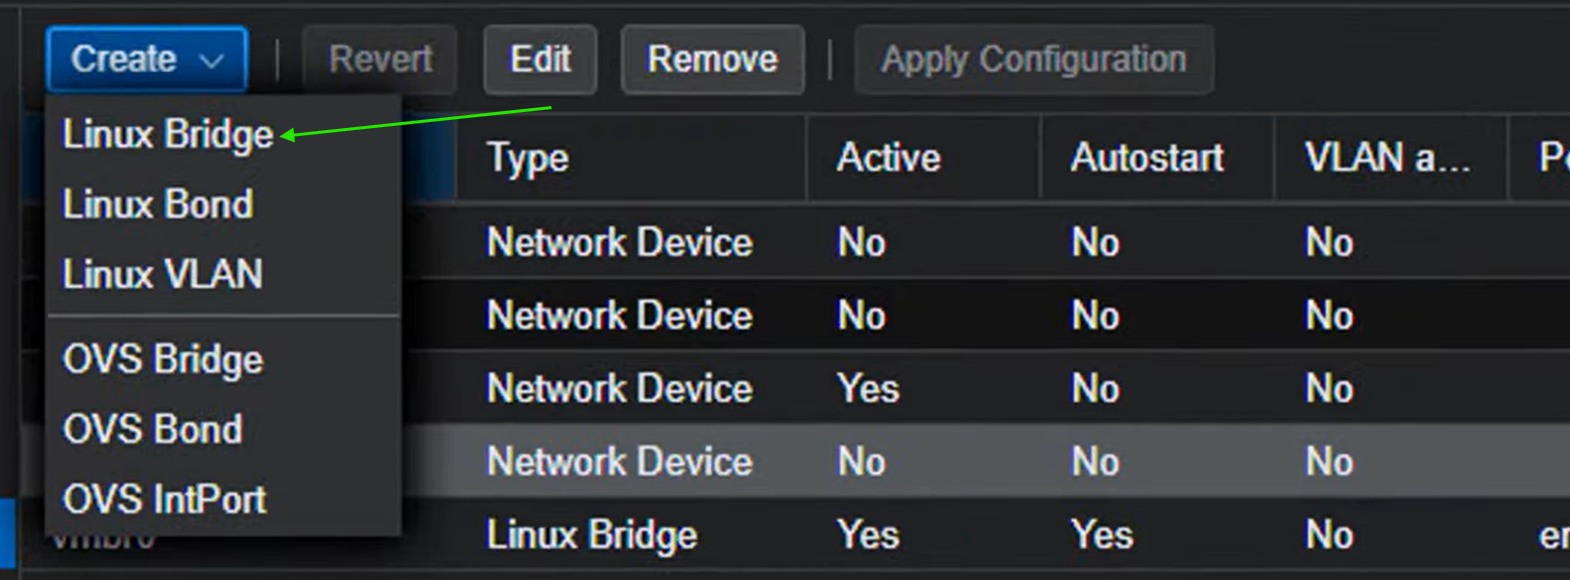 Create Revert Edit Remove Apply Configuration
Linux Bridge
Type Active Autostart VLAN a...
Linux Bond
Network Device No No No
Linux VLAN
Network Device No No No
OVS Bridge
Network Device Yes No No
OVS Bond
Network Device No No No
OVS IntPort
Linux Bridge Yes Yes No